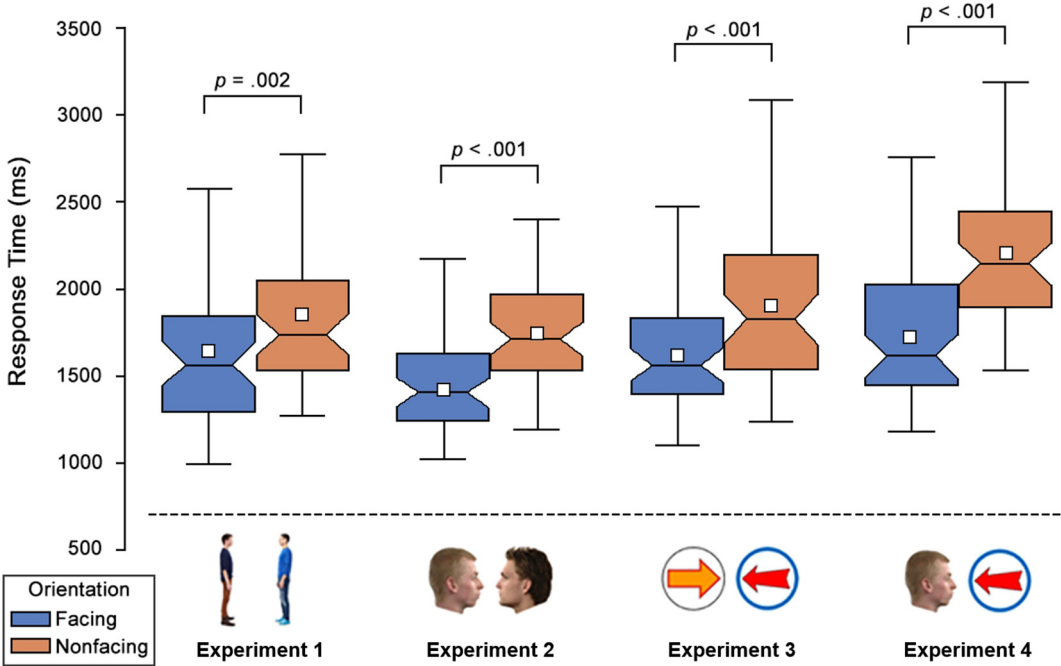 3500
3000
2500
2000
1500
1000
500
Response Time (ms)
p = .002
p < .001
p < .001
p < .001
Orientation
Facing
Nonfacing
Experiment 1
Experiment 2
Experiment 3
Experiment 4